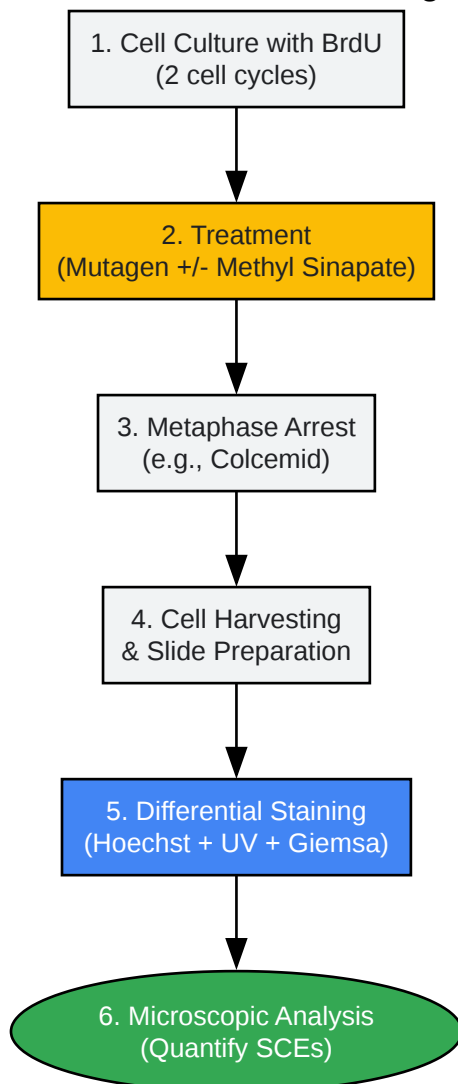 1. Cell Culture with BrdU
(2 cell cycles)
2. Treatment
(Mutagen +/- Methyl Sinapate)
3. Metaphase Arrest
(e.g., Colcemid)
4. Cell Harvesting
& Slide Preparation
5. Differential Staining
(Hoechst + UV + Giemsa)
6. Microscopic Analysis
(Quantify SCEs)